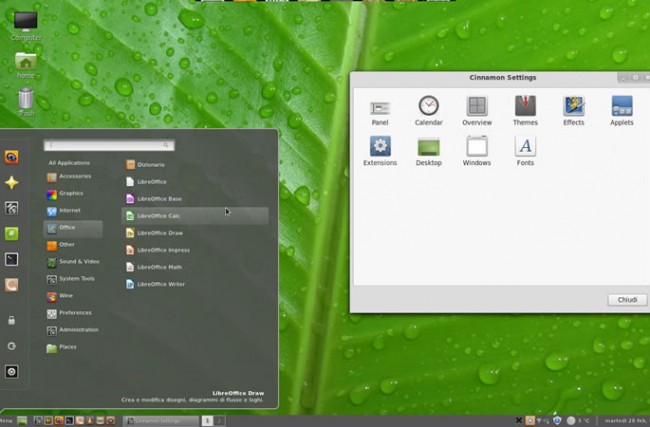 Computer
home
Trash
All Applications
Accessories
Graphics
Internet
Office
Other
Sound & Video
System Tools
Wine
Preferences
Administration
Places
Dizionario
LibreOffice
LibreOffice Base
LibreOffice Calc
LibreOffice Draw
LibreOffice Impress
LibreOffice Math
LibreOffice Writer
LibreOffice Draw
Crea e modifica disegni, diagrammi di flusso e loghi.
Cinnamon Settings
Panel
Calendar
Overview
Themes
Effects
Applets
Extensions
Desktop
Windows
Fonts
Chiudi
Menu
Cinnamon Settings
1
2
5 °C
martedì 28 feb,